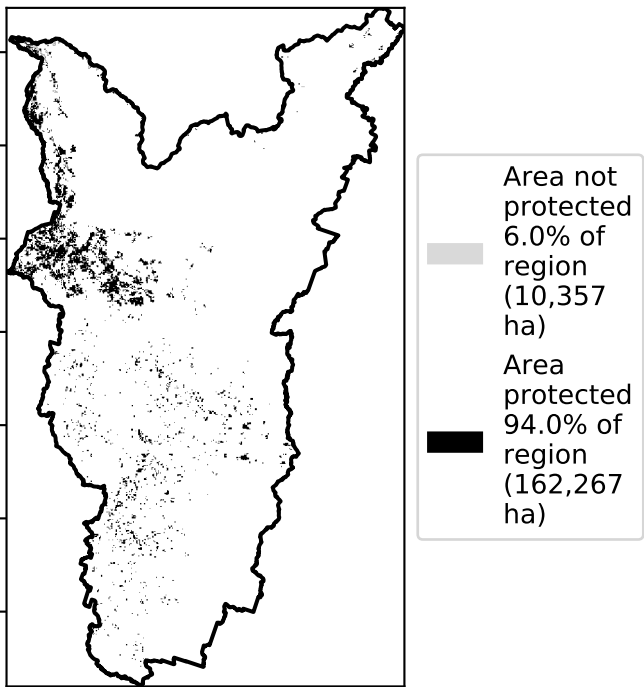 Area not
protected
6.0% of
region
(10,357
ha)
Area
protected
94.0% of
region
(162,267
ha)